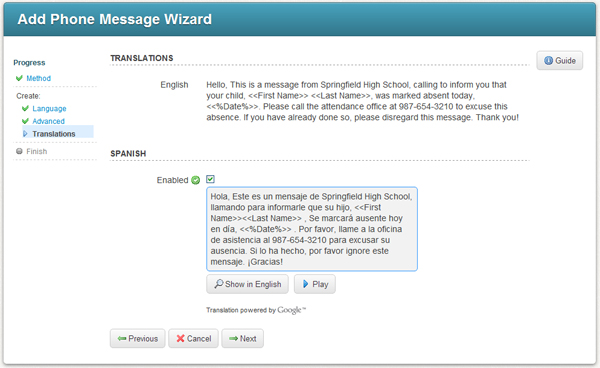 Add Phone Message Wizard
Progress
Method
Create:
Language
Advanced
Translations
Finish
TRANSLATIONS
Guide
English
Hello, This is a message from Springfield High School, calling to inform you that
your child, <<First Name>> <<Last Name>>, was marked absent today,
<<%Date%>>. Please call the attendance office at 987-654-3210 to excuse this
absence. If you have already done so, please disregard this message. Thank you!
SPANISH
Enabled
Hola, Este es un mensaje de Springfield High School,
llamando para informarle que su hijo, <<First
Name>><<Last Name>> , Se marcará ausente hoy
en día, <<%Date%>> . Por favor, llame a la oficina
de asistencia al 987-654-3210 para excusar su
ausencia. Si lo ha hecho, por favor ignore este
mensaje. ¡Gracias!
Show in English
Play
Translation powered by Google™
Previous
Cancel
Next